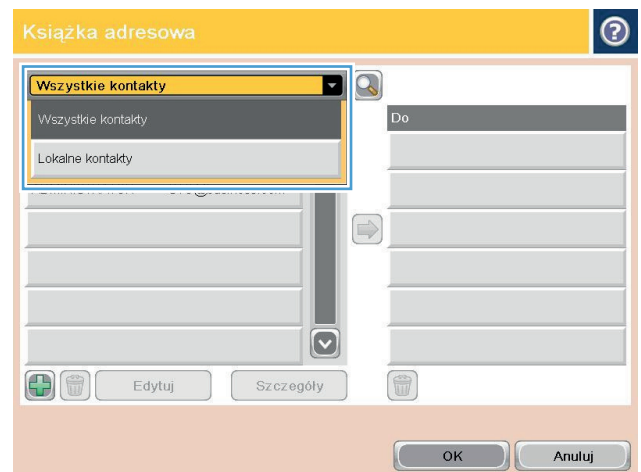 Książka adresowa
Wszystkie kontakty
Wszystkie kontakty
Do
Lokalne kontakty
Edytuj
Szczegóły
OK
Anuluj